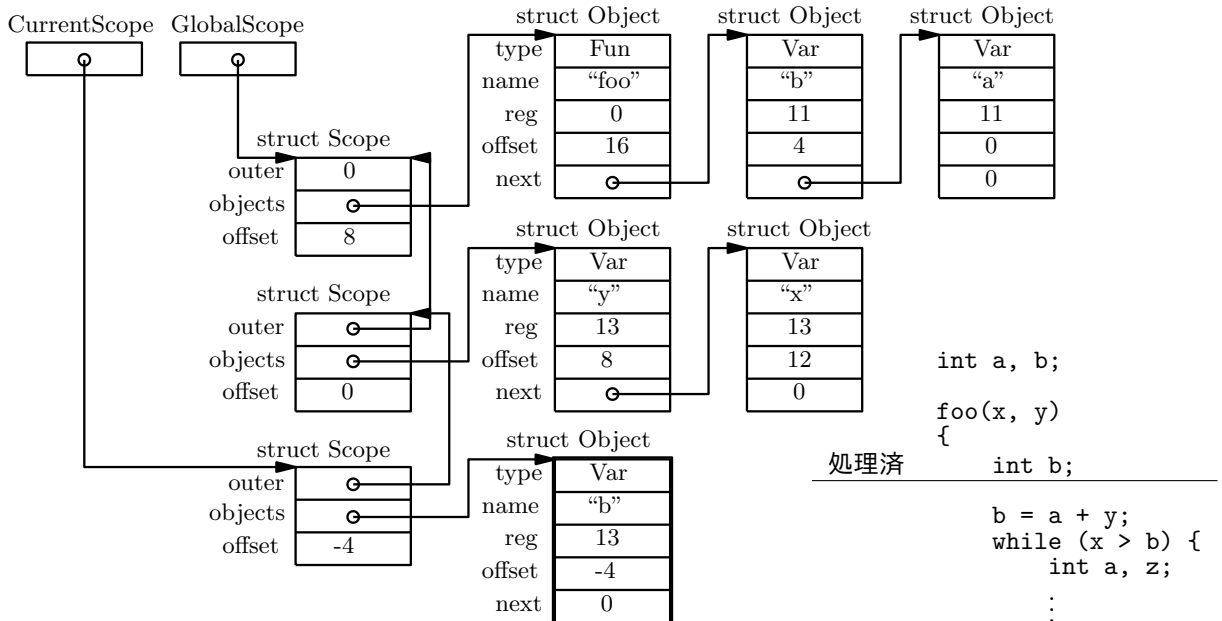 CurrentScope
GlobalScope
struct Object
struct Object
struct Object
type
Fun
Var
Var
name
“foo”
“b”
“a”
reg
0
11
11
offset
16
4
0
next
0
struct Scope
outer
0
objects
offset
8
struct Object
struct Object
type
Var
Var
name
“y”
“x”
reg
13
13
offset
8
12
next
0
struct Scope
outer
objects
offset
0
struct Object
type
Var
name
“b”
reg
13
offset
-4
next
0
struct Scope
outer
objects
offset
-4
int a, b;
foo(x, y)
{
処理済
int b;
b = a + y;
while (x > b) {
int a, z;
: